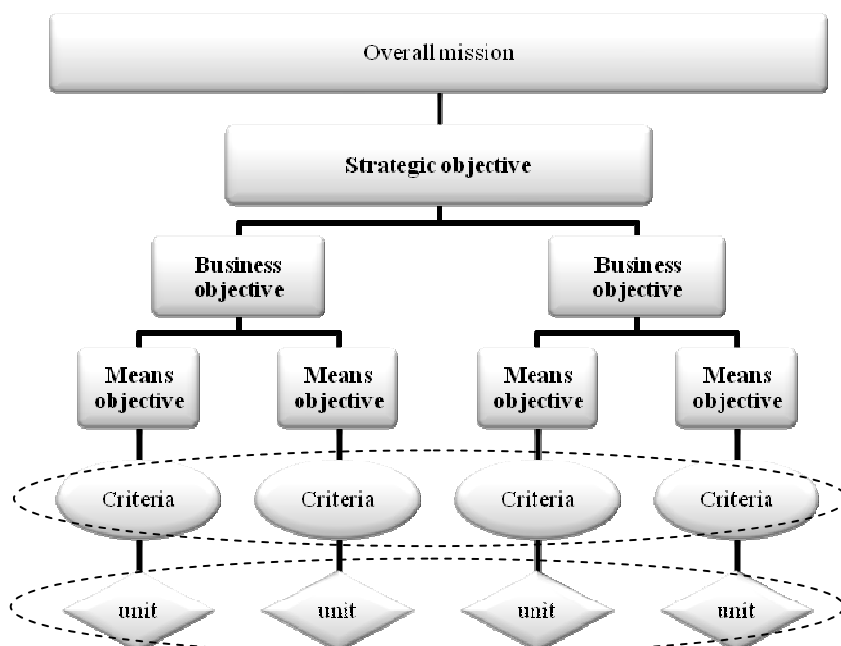 Overall mission
Strategic objective
Business
objective
Business
objective
Means
objective
Means
objective
Means
objective
Means
objective
Criteria
Criteria
Criteria
Criteria
unit
unit
unit
unit